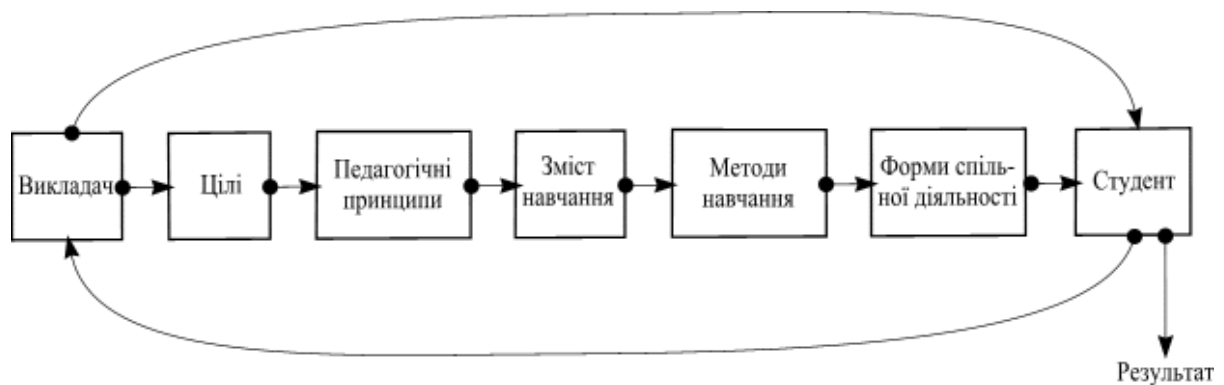 Викладач
Цілі
Педагогічні
принципи
Зміст
навчання
Методи
навчання
Форми спіль-
ної діяльності
Студент
Результат